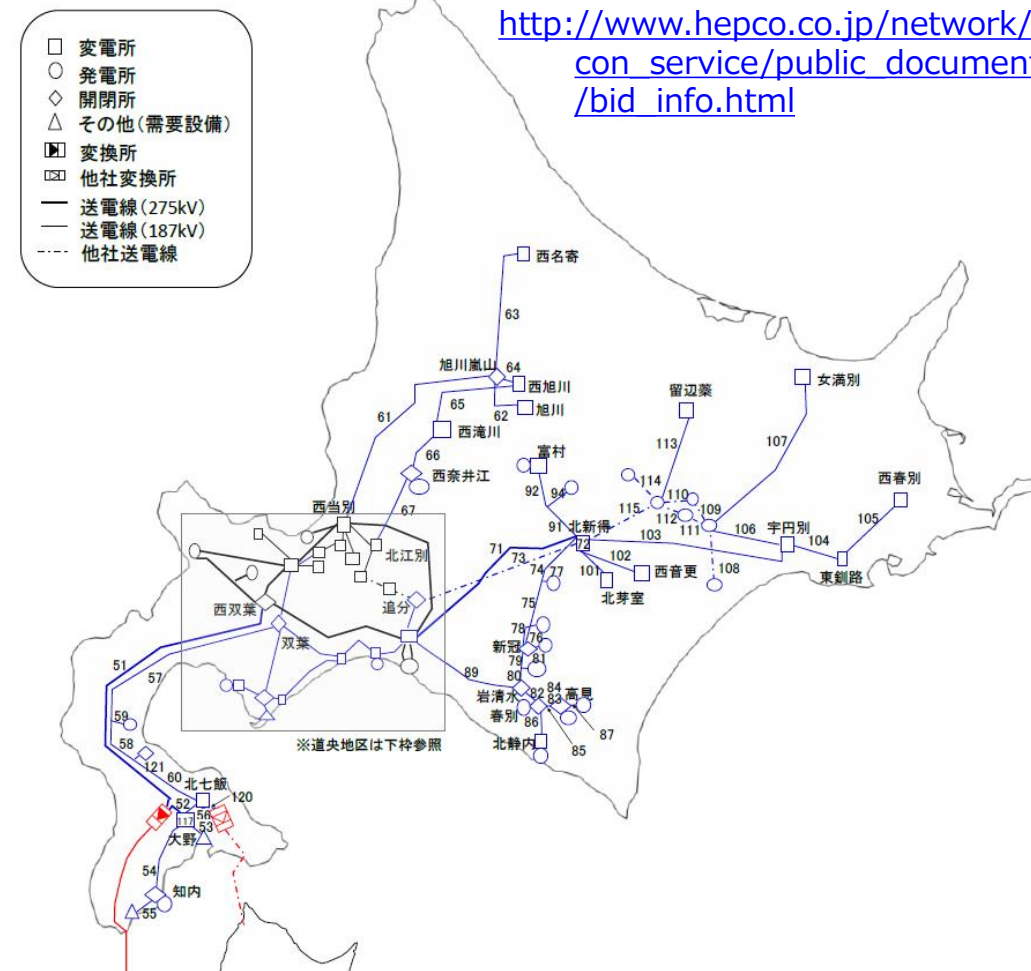 http://www.hepco.co.jp/network/
con_service/public_document
/bid_info.html
変電所
発電所
開閉所
その他(需要設備)
変換所
他社変換所
送電線(275kV)
送電線(187kV)
他社送電線
西名寄
63
旭川嵐山
64
西旭川
女満別
留辺蘂
65
62
旭川
61
西滝川
113
107
66
富村
西奈井江
114
西春別
92
94
110
西当別
67
115
112
109
105
91
北新得
111
106
宇円別
71
72
103
104
北江別
73
102
74
101
西音更
108
東釧路
77
北芽室
西双葉
追分
75
双葉
78
76
51
新冠
79
81
57
89
80
84
岩清水
82
83
高見
59
春別
86
87
北静内
85
58
※道央地区は下枠参照
121
60
北七飯
52
120
56
117
53
大野
54
知内
55